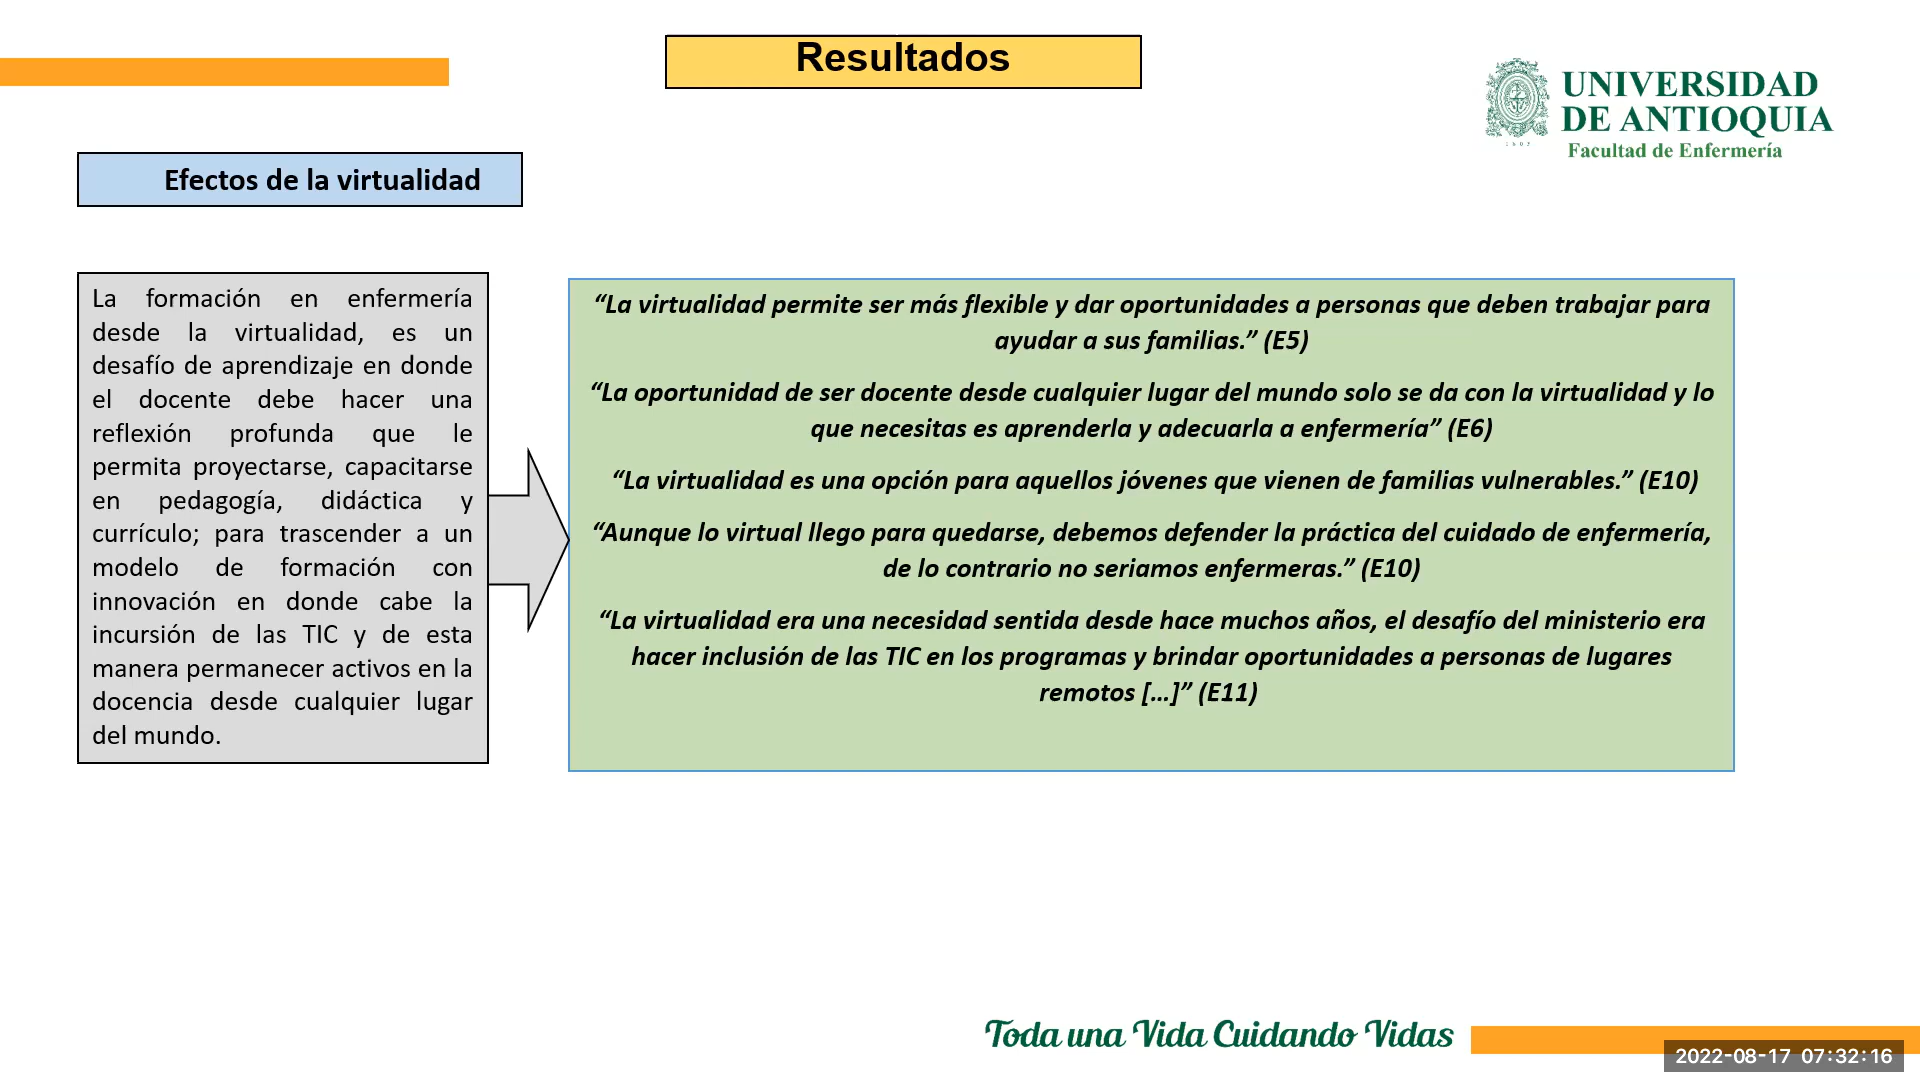 Resultados
UNIVERSIDAD
DE ANTIOQUIA
Facultad de Enfermería
1803
Efectos de la virtualidad
La formación en enfermería
desde la virtualidad, es un
desafío de aprendizaje en donde
el docente debe hacer una
reflexión profunda que le
permita proyectarse, capacitarse
en pedagogía, didáctica y
currículo; para trascender a un
modelo de formación con
innovación en donde cabe la
incursión de las TIC y de esta
manera permanecer activos en la
docencia desde cualquier lugar
del mundo.
“La virtualidad permite ser más flexible y dar oportunidades a personas que deben trabajar para
ayudar a sus familias.” (E5)
“La oportunidad de ser docente desde cualquier lugar del mundo solo se da con la virtualidad y lo
que necesitas es aprenderla y adecuarla a enfermería” (E6)
“La virtualidad es una opción para aquellos jóvenes que vienen de familias vulnerables.” (E10)
“Aunque lo virtual llego para quedarse, debemos defender la práctica del cuidado de enfermería,
de lo contrario no seriamos enfermeras.” (E10)
“La virtualidad era una necesidad sentida desde hace muchos años, el desafío del ministerio era
hacer inclusión de las TIC en los programas y brindar oportunidades a personas de lugares
remotos [...]” (E11)
Toda una Vida Cuidando Vidas
2022-08-17 07:32:16